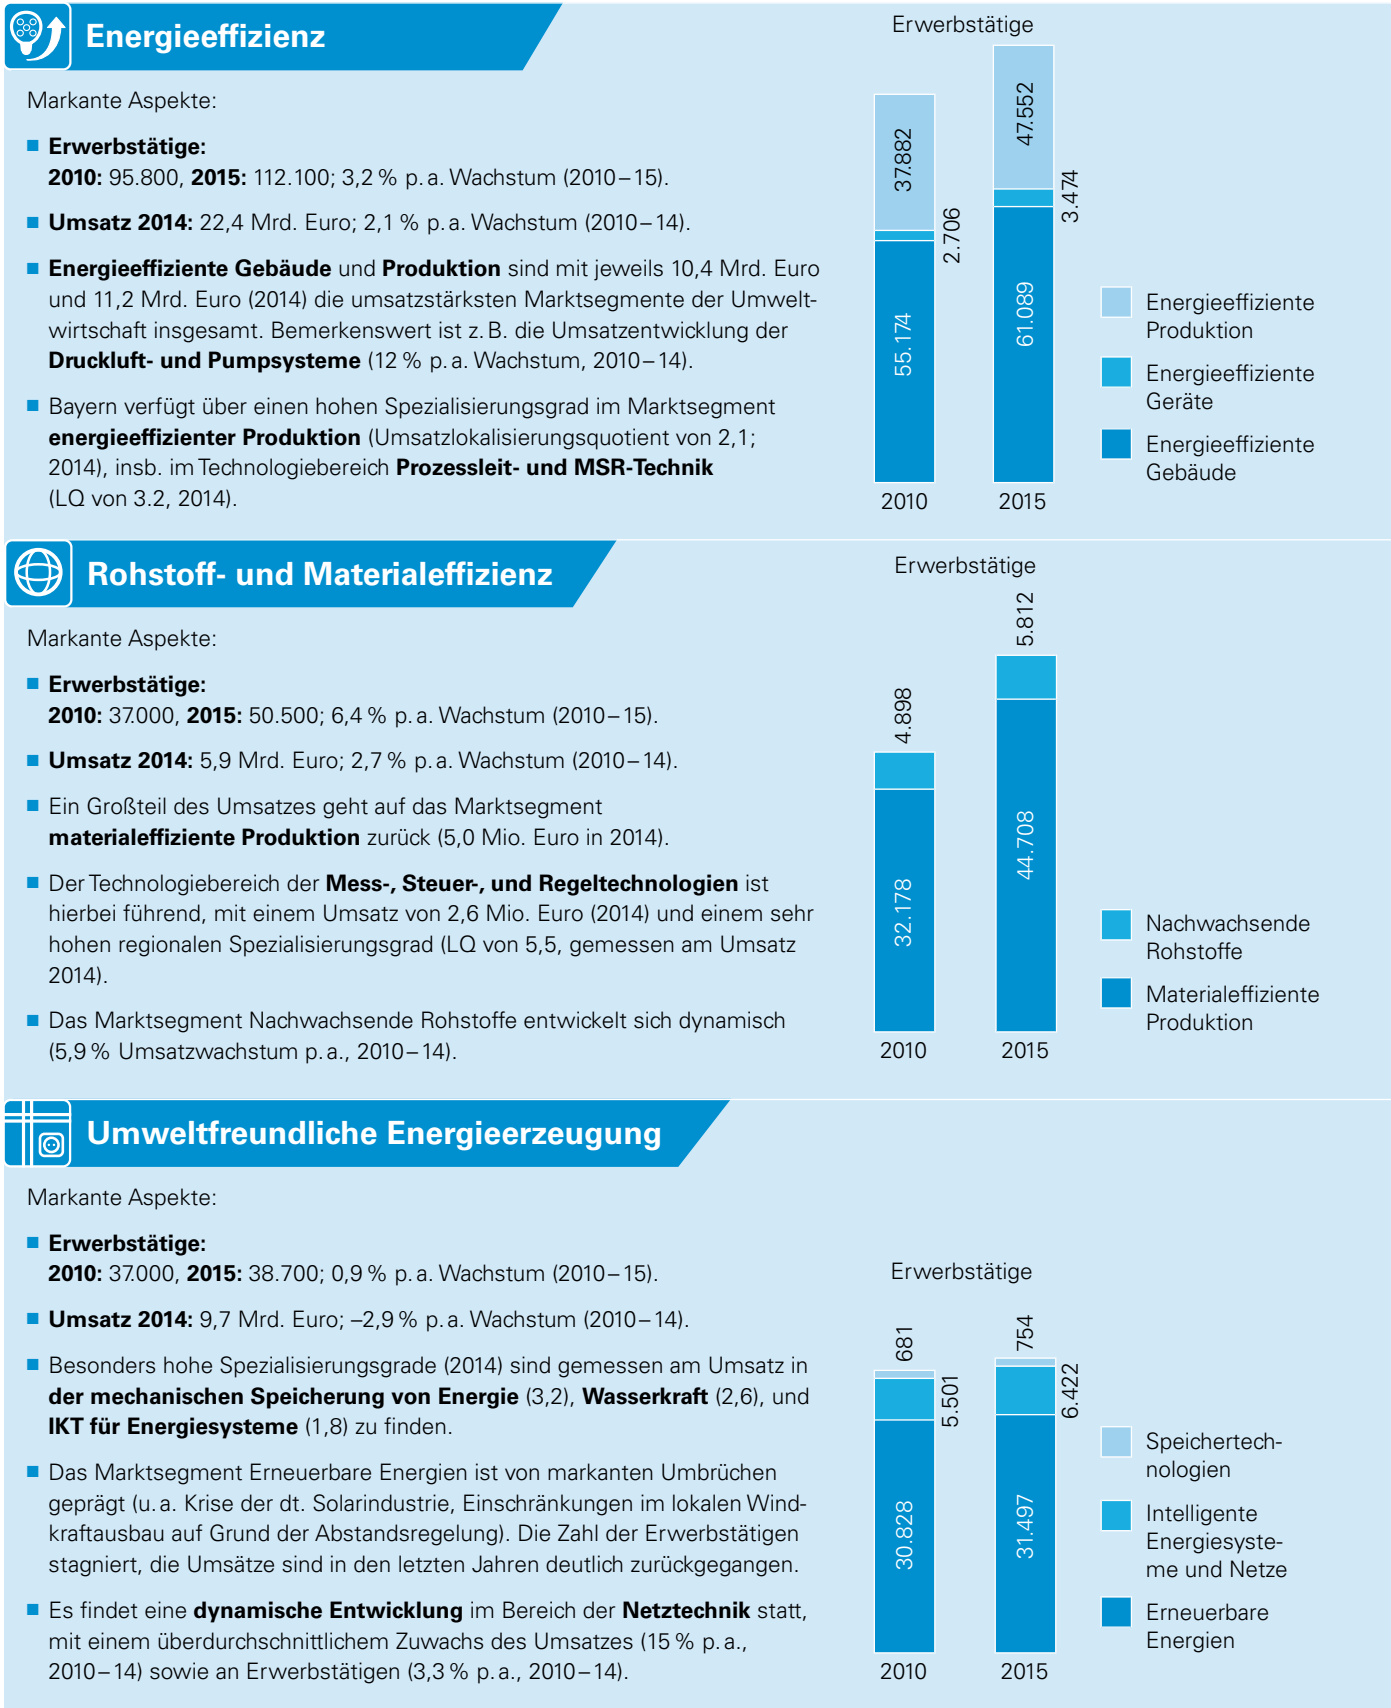 Energieeffizienz
Markante Aspekte:
Erwerbstätige:
2010: 95.800, 2015: 112.100; 3,2 % p. a. Wachstum (2010–15).
Umsatz 2014: 22,4 Mrd. Euro; 2,1 % p. a. Wachstum (2010–14).
Energieeffiziente Gebäude und Produktion sind mit jeweils 10,4 Mrd. Euro
und 11,2 Mrd. Euro (2014) die umsatzstärksten Marktsegmente der Umwelt-
wirtschaft insgesamt. Bemerkenswert ist z. B. die Umsatzentwicklung der
Druckluft- und Pumpsysteme (12 % p. a. Wachstum, 2010–14).
Bayern verfügt über einen hohen Spezialisierungsgrad im Marktsegment
energieeffizienter Produktion (Umsatzlokalisierungsquotient von 2,1;
2014), insb. im Technologiebereich Prozessleit- und MSR-Technik
(LQ von 3.2, 2014).
Erwerbstätige
37.882
2.706
55.174
2010
47.552
3.474
61.089
2015
Energieeffiziente
Produktion
Energieeffiziente
Geräte
Energieeffiziente
Gebäude
Rohstoff- und Materialeffizienz
Markante Aspekte:
Erwerbstätige:
2010: 37.000, 2015: 50.500; 6,4 % p. a. Wachstum (2010–15).
Umsatz 2014: 5,9 Mrd. Euro; 2,7 % p. a. Wachstum (2010–14).
Ein Großteil des Umsatzes geht auf das Marktsegment
materialeffiziente Produktion zurück (5,0 Mio. Euro in 2014).
Der Technologiebereich der Mess-, Steuer-, und Regeltechnologien ist
hierbei führend, mit einem Umsatz von 2,6 Mio. Euro (2014) und einem sehr
hohen regionalen Spezialisierungsgrad (LQ von 5,5, gemessen am Umsatz
2014).
Das Marktsegment Nachwachsende Rohstoffe entwickelt sich dynamisch
(5,9 % Umsatzwachstum p. a., 2010–14).
Erwerbstätige
4.898
32.178
2010
5.812
44.708
2015
Nachwachsende
Rohstoffe
Materialeffiziente
Produktion
Umweltfreundliche Energieerzeugung
Markante Aspekte:
Erwerbstätige:
2010: 37.000, 2015: 38.700; 0,9 % p. a. Wachstum (2010–15).
Umsatz 2014: 9,7 Mrd. Euro; –2,9 % p. a. Wachstum (2010–14).
Besonders hohe Spezialisierungsgrade (2014) sind gemessen am Umsatz in
der mechanischen Speicherung von Energie (3,2), Wasserkraft (2,6), und
IKT für Energiesysteme (1,8) zu finden.
Das Marktsegment Erneuerbare Energien ist von markanten Umbrüchen
geprägt (u. a. Krise der dt. Solarindustrie, Einschränkungen im lokalen Wind-
kraftausbau auf Grund der Abstandsregelung). Die Zahl der Erwerbstätigen
stagniert, die Umsätze sind in den letzten Jahren deutlich zurückgegangen.
Es findet eine dynamische Entwicklung im Bereich der Netztechnik statt,
mit einem überdurchschnittlichem Zuwachs des Umsatzes (15 % p. a.,
2010–14) sowie an Erwerbstätigen (3,3 % p. a., 2010–14).
Erwerbstätige
681
5.501
30.828
2010
754
6.422
31.497
2015
Speichertech-
nologien
Intelligente
Energiesyste-
me und Netze
Erneuerbare
Energien